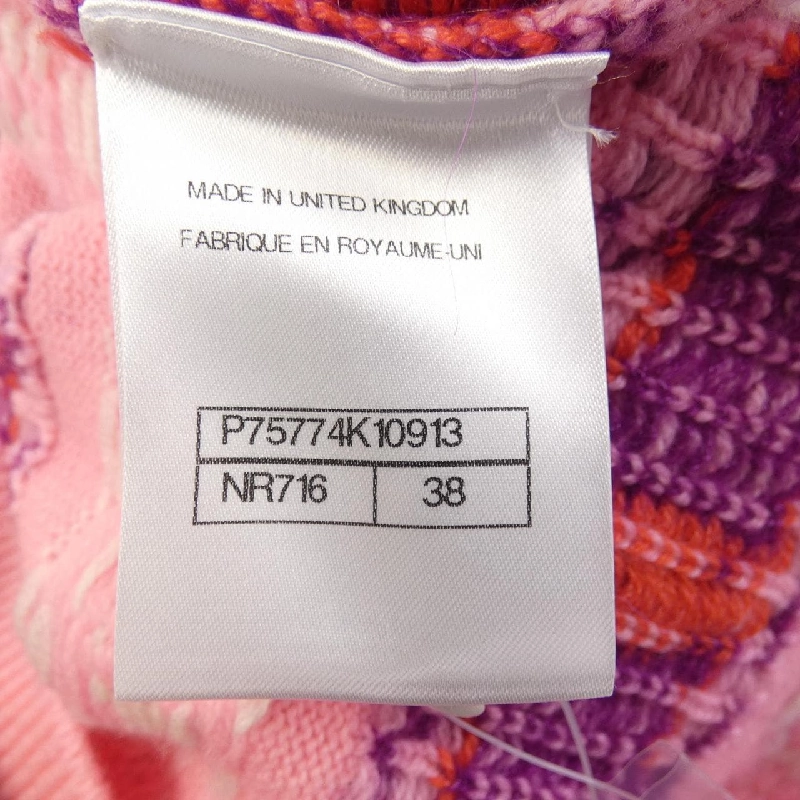 MADE IN UNITED KINGDOM
FABRIQUE EN ROYAUME-UNI
P75774K10913
NR716 38